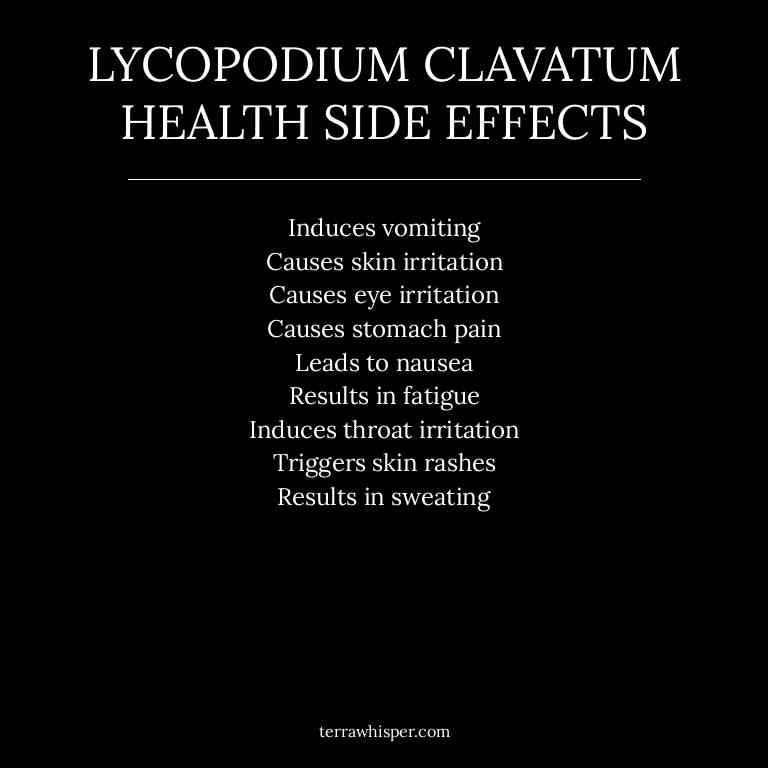 LYCOPODIUM CLAVATUM
HEALTH SIDE EFFECTS
Induces vomiting
Causes skin irritation
Causes eye irritation
Causes stomach pain
Leads to nausea
Results in fatigue
Induces throat irritation
Triggers skin rashes
Results in sweating
terrawhisper.com